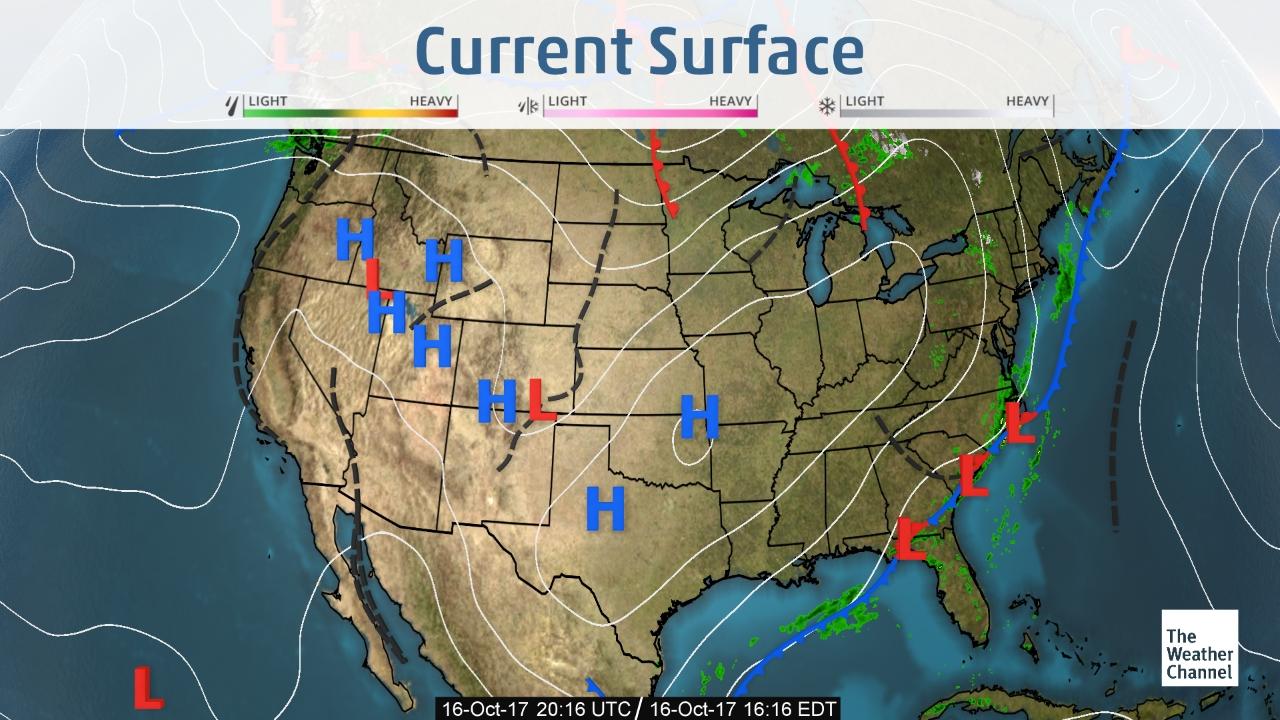 Current Surface
LIGHT HEAVY LIGHT HEAVY LIGHT HEAVY
L L L L L
H
H
L
H
H
H L H L
L
H
L
L
The
Weather
Channel
16-Oct-17 20:16 UTC / 16-Oct-17 16:16 EDT